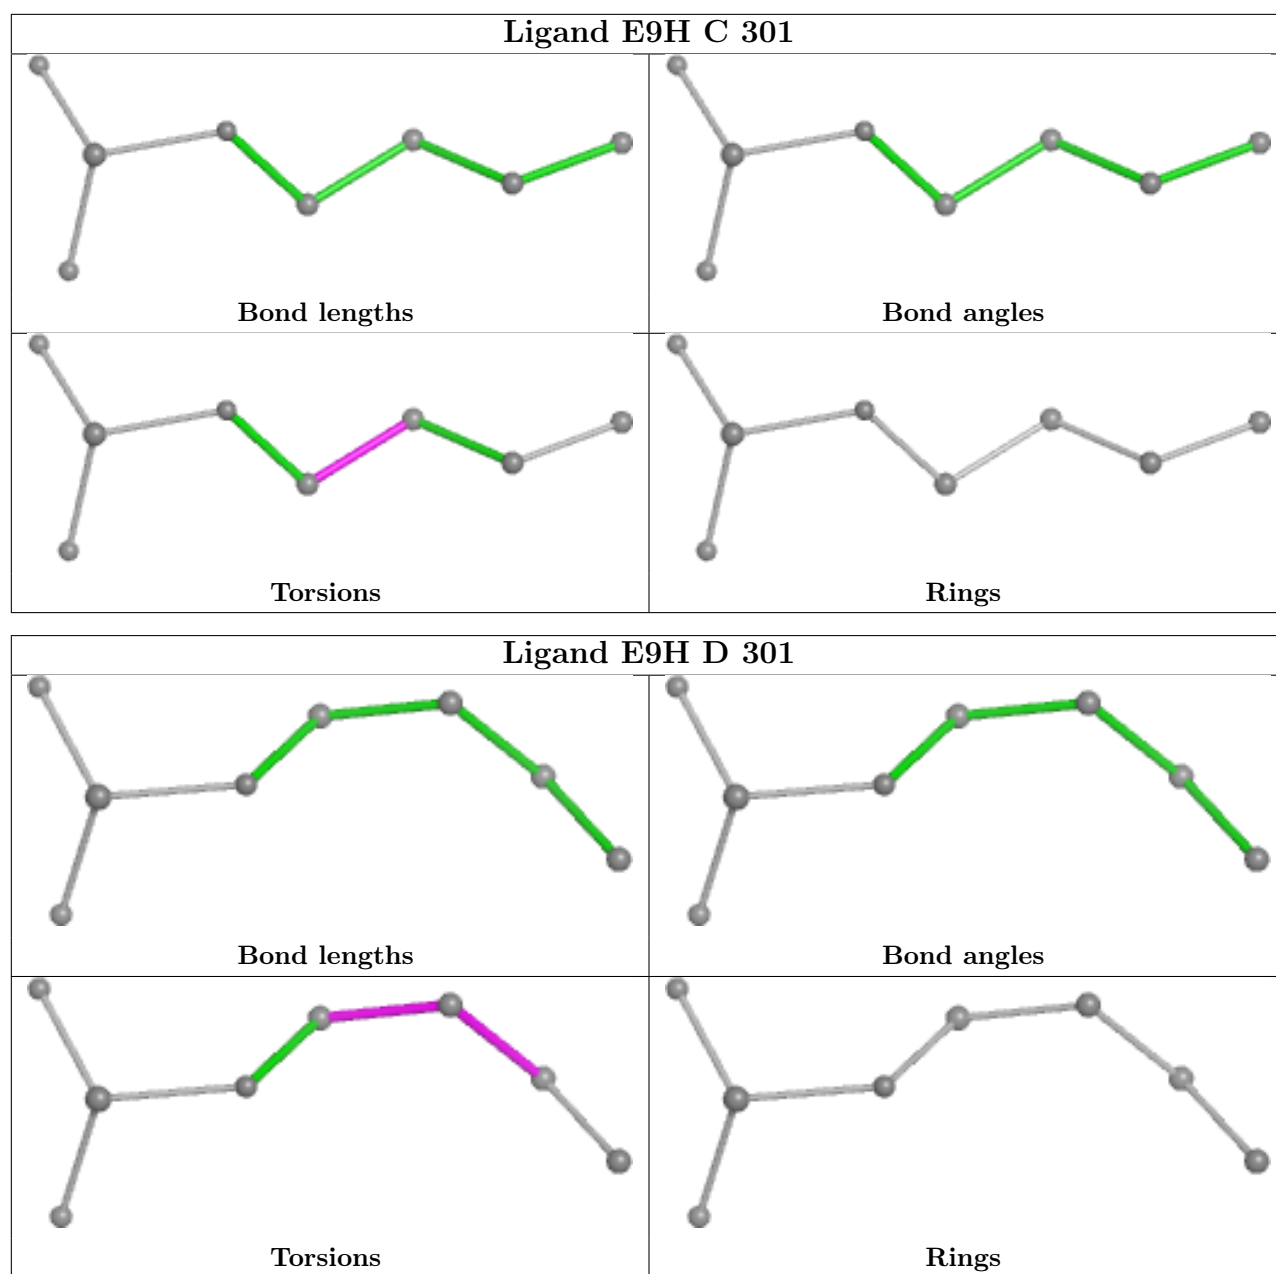 Ligand E9H C 301
Bond lengths
Bond angles
Torsions
Rings
Ligand E9H D 301
Bond lengths
Bond angles
Torsions
Rings